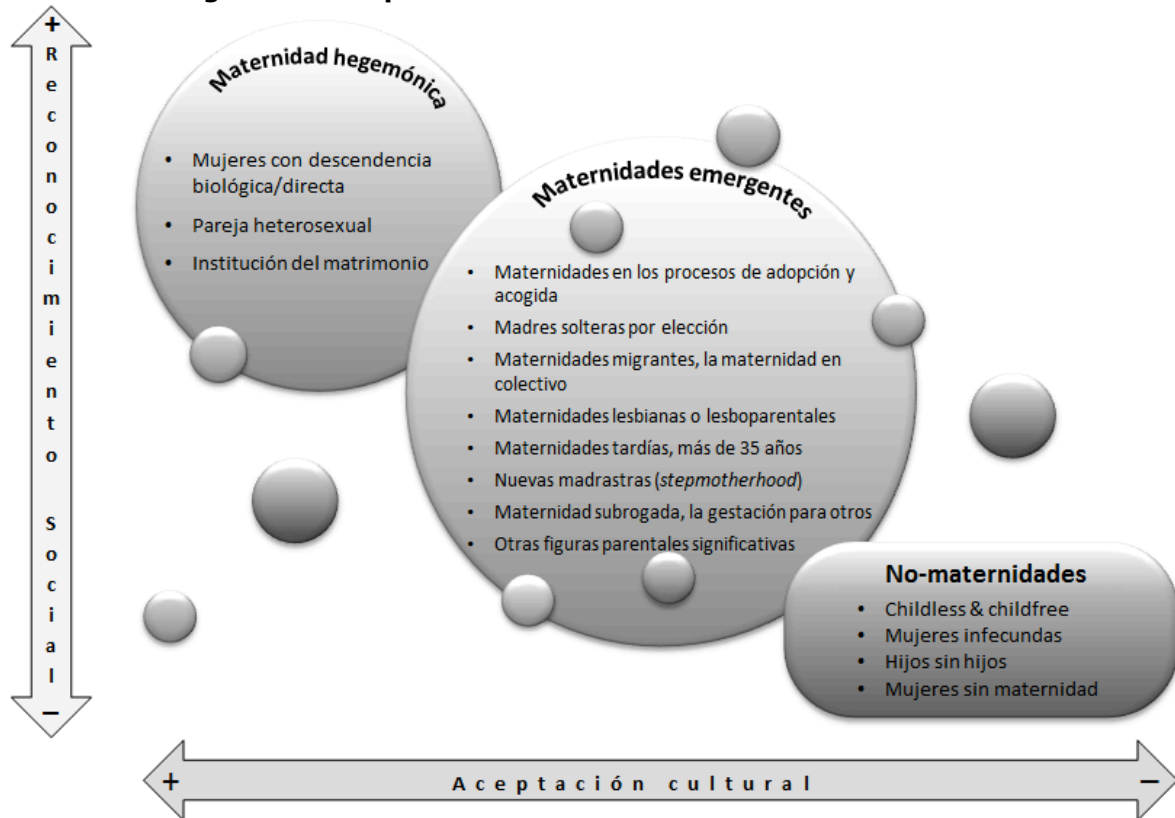 +
Reconocimiento Social
−
Maternidad hegemónica
• Mujeres con descendencia
biológica/directa
• Pareja heterosexual
• Institución del matrimonio
Maternidades emergentes
• Maternidades en los procesos de adopción y
acogida
• Madres solteras por elección
• Maternidades migrantes, la maternidad en
colectivo
• Maternidades lesbianas o lesboparentales
• Maternidades tardías, más de 35 años
• Nuevas madrastras (stepmotherhood)
• Maternidad subrogada, la gestación para otros
• Otras figuras parentales significativas
No-maternidades
• Childless & childfree
• Mujeres infecundas
• Hijos sin hijos
• Mujeres sin maternidad
+ Aceptación cultural −